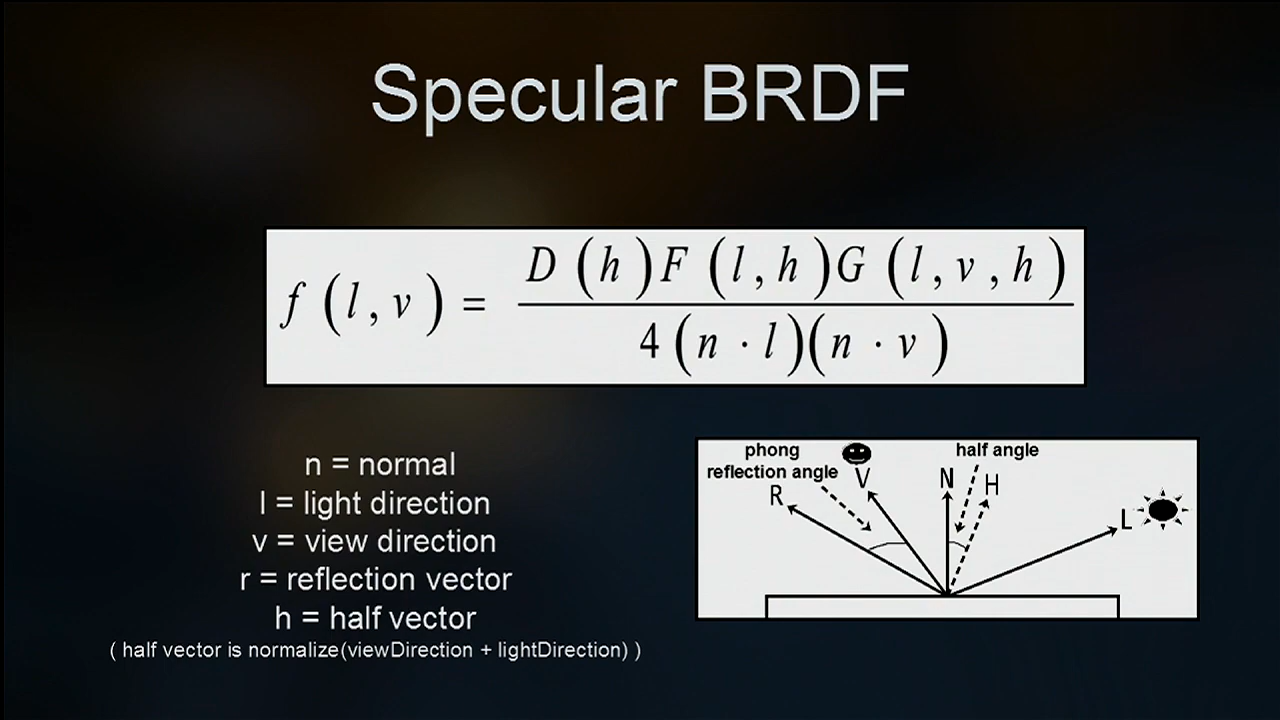 Specular BRDF
f(l,v) = D(h)F(l,h)G(l,v,h) / 4(n · l)(n · v)
n = normal
l = light direction
v = view direction
r = reflection vector
h = half vector
( half vector is normalize(viewDirection + lightDirection) )
phong
reflection angle
half angle
R
V
N
H
L